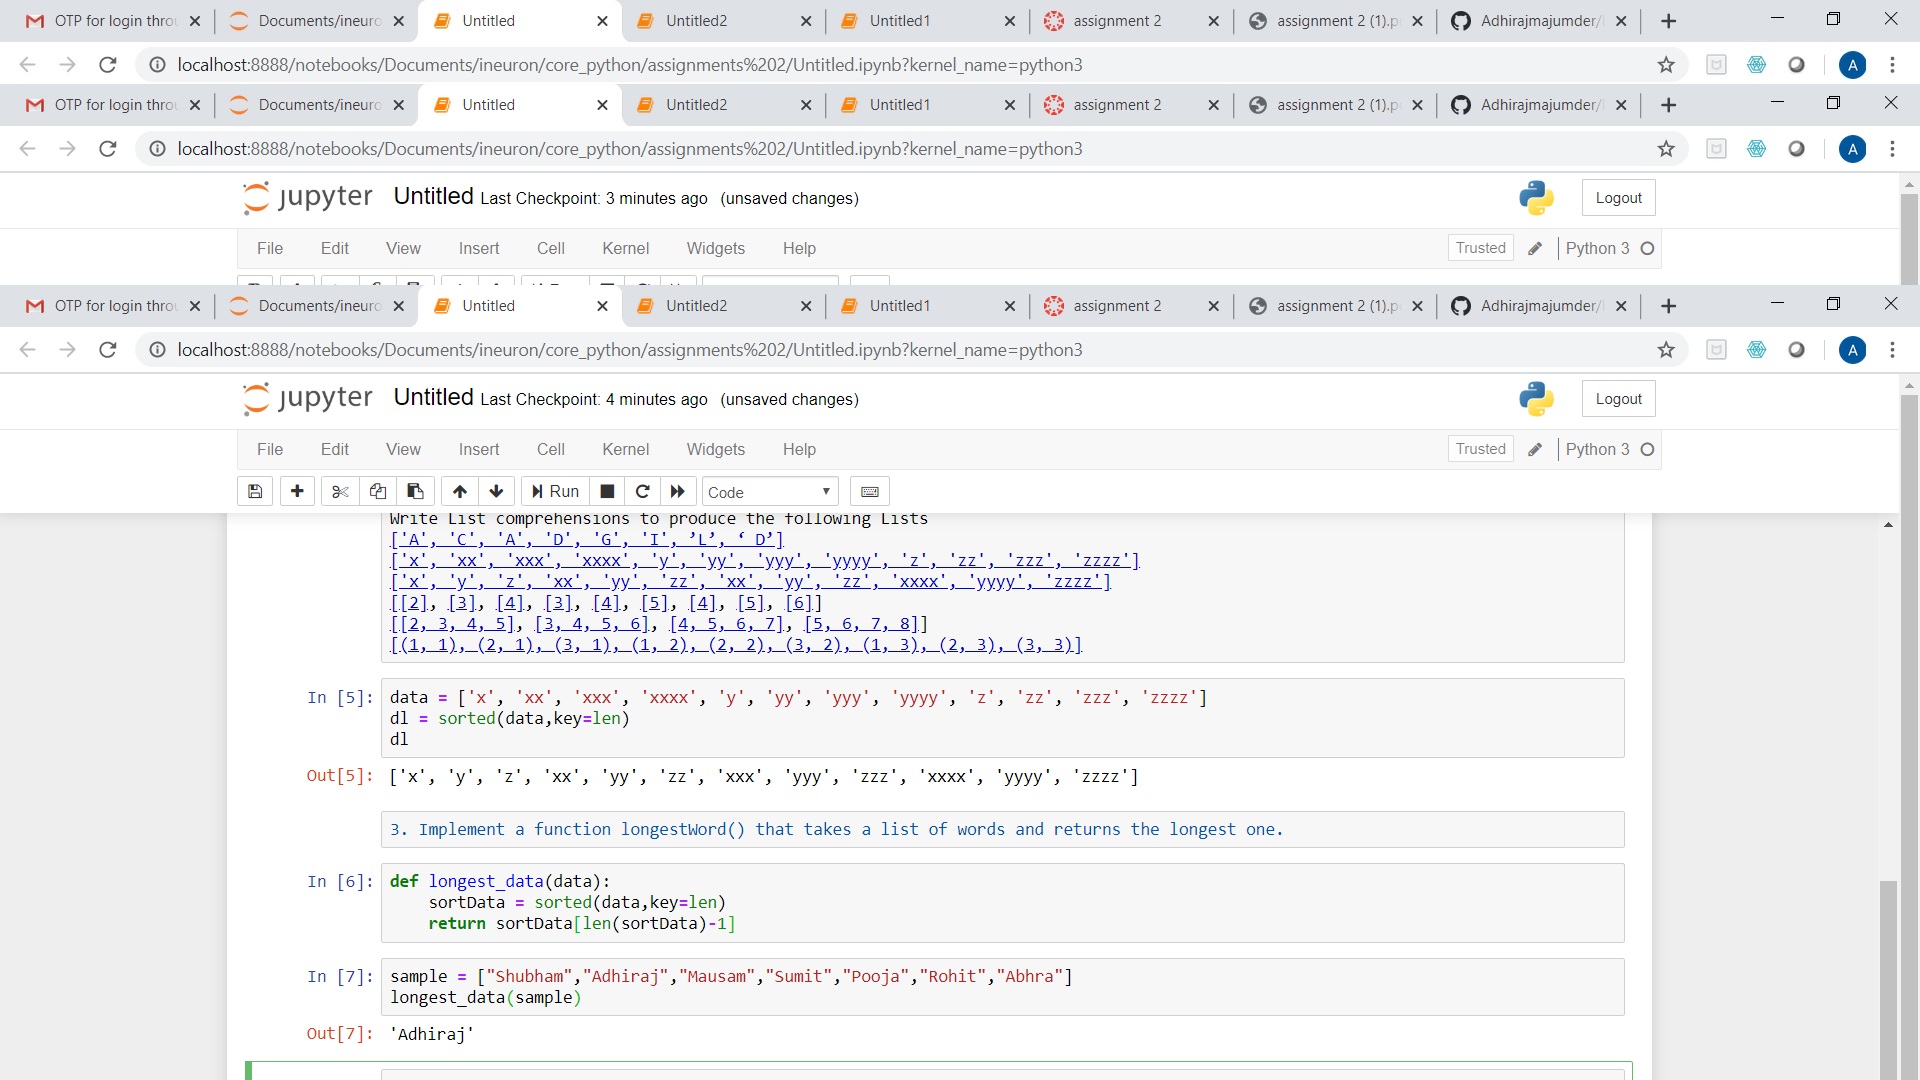 OTP for login throu
Documents/ineuro
Untitled
Untitled2
Untitled1
assignment 2
assignment 2 (1).p
Adhirajmajumder/
localhost:8888/notebooks/Documents/ineuron/core_python/assignments%202/Untitled.ipynb?kernel_name=python3
A
OTP for login throu
Documents/ineuro
Untitled
Untitled2
Untitled1
assignment 2
assignment 2 (1).p
Adhirajmajumder/
localhost:8888/notebooks/Documents/ineuron/core_python/assignments%202/Untitled.ipynb?kernel_name=python3
A
jupyter Untitled Last Checkpoint: 3 minutes ago (unsaved changes)
Logout
File Edit View Insert Cell Kernel Widgets Help
Trusted Python 3
OTP for login throu
Documents/ineuro
Untitled
Untitled2
Untitled1
assignment 2
assignment 2 (1).p
Adhirajmajumder/
localhost:8888/notebooks/Documents/ineuron/core_python/assignments%202/Untitled.ipynb?kernel_name=python3
A
jupyter Untitled Last Checkpoint: 4 minutes ago (unsaved changes)
Logout
File Edit View Insert Cell Kernel Widgets Help
Trusted Python 3
Run
Code
Write List comprehensions to produce the following Lists
['A', 'C', 'A', 'D', 'G', 'I', ’L’, ‘ D’]
['x', 'xx', 'xxx', 'xxxx', 'y', 'yy', 'yyy', 'yyyy', 'z', 'zz', 'zzz', 'zzzz']
['x', 'y', 'z', 'xx', 'yy', 'zz', 'xx', 'yy', 'zz', 'xxxx', 'yyyy', 'zzzz']
[[2], [3], [4], [3], [4], [5], [4], [5], [6]]
[[2, 3, 4, 5], [3, 4, 5, 6], [4, 5, 6, 7], [5, 6, 7, 8]]
[(1, 1), (2, 1), (3, 1), (1, 2), (2, 2), (3, 2), (1, 3), (2, 3), (3, 3)]
In [5]: data = ['x', 'xx', 'xxx', 'xxxx', 'y', 'yy', 'yyy', 'yyyy', 'z', 'zz', 'zzz', 'zzzz']
dl = sorted(data,key=len)
dl
Out[5]: ['x', 'y', 'z', 'xx', 'yy', 'zz', 'xxx', 'yyy', 'zzz', 'xxxx', 'yyyy', 'zzzz']
3. Implement a function longestWord() that takes a list of words and returns the longest one.
In [6]: def longest_data(data):
sortData = sorted(data,key=len)
return sortData[len(sortData)-1]
In [7]: sample = ["Shubham","Adhiraj","Mausam","Sumit","Pooja","Rohit","Abhra"]
longest_data(sample)
Out[7]: 'Adhiraj'